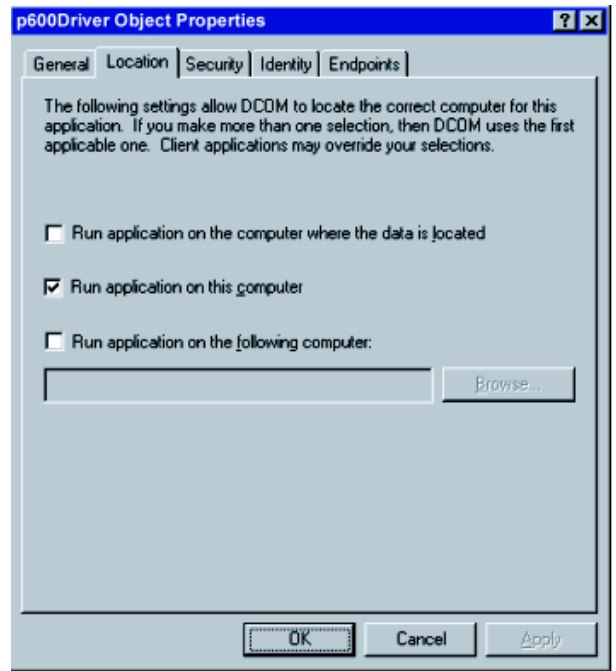 p600Driver Object Properties
General Location Security Identity Endpoints
The following settings allow DCOM to locate the correct computer for this
application. If you make more than one selection, then DCOM uses the first
applicable one. Client applications may override your selections.
Run application on the computer where the data is located
Run application on this computer
Run application on the following computer:
Browse...
OK Cancel Apply